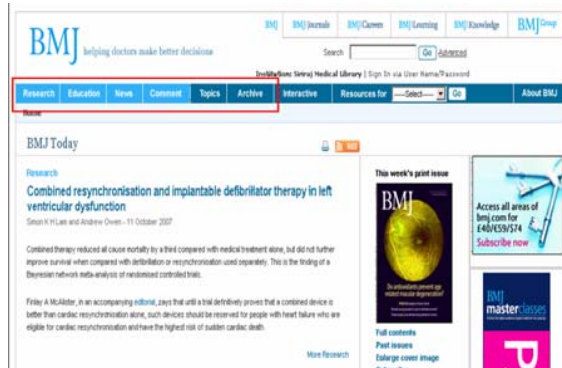 BMJ BMJ Journals BMJ Careers BMJ Learning BMJ Knowledge BMJ Group
BMJ helping doctors make better decisions
Search Go Advanced
Institution: Siriraj Medical Library | Sign In via User Name/Password
Research Education News Comment Topics Archive Interactive Resources for ----Select---- Go About BMJ
Home
BMJ Today
RSS
Research
Combined resynchronisation and implantable defibrillator therapy in left
ventricular dysfunction
Simon K H Lam and Andrew Owen - 11 October 2007
Combined therapy reduced all cause mortality by a third compared with medical treatment alone, but did not further
improve survival when compared with defibrillation or resynchronisation used separately. This is the finding of a
Bayesian network meta-analysis of randomised controlled trials.
Finlay A McAlister, in an accompanying editorial, says that until a trial definitively proves that a combined device is
better than cardiac resynchronisation alone, such devices should be reserved for people with heart failure who are
eligible for cardiac resynchronisation and have the highest risk of sudden cardiac death.
More Research
This week's print issue
BMJ
Do antioxidants prevent age
related macular degeneration?
Full contents
Past issues
Enlarge cover image
Access all areas of
bmj.com for
£40/€59/$74
Subscribe now
BMJ
masterclasses